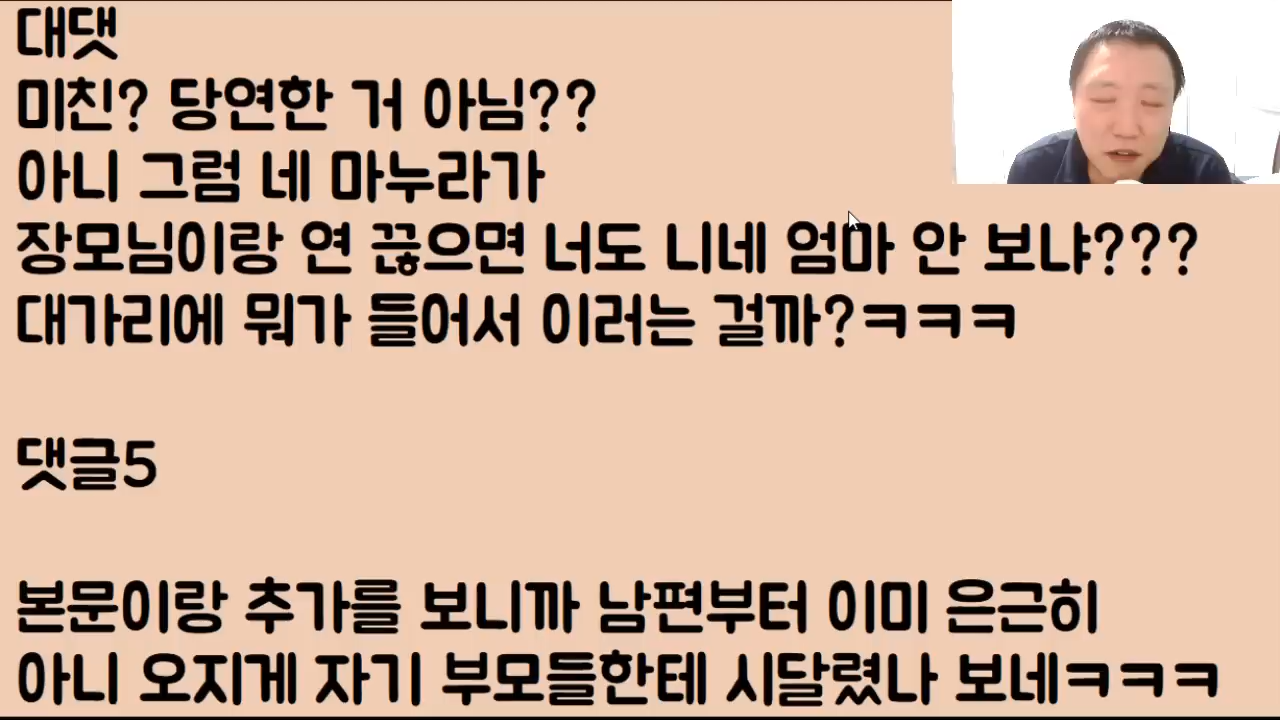 대댓
미친? 당연한 거 아님??
아니 그럼 네 마누라가
장모님이랑 연 끊으면 너도 니네 엄마 안 보냐???
대가리에 뭐가 들어서 이러는 걸까?ㅋㅋㅋ
댓글5
본문이랑 추가를 보니까 남편부터 이미 은근히
아니 오지게 자기 부모들한테 시달렸나 보네ㅋㅋㅋ